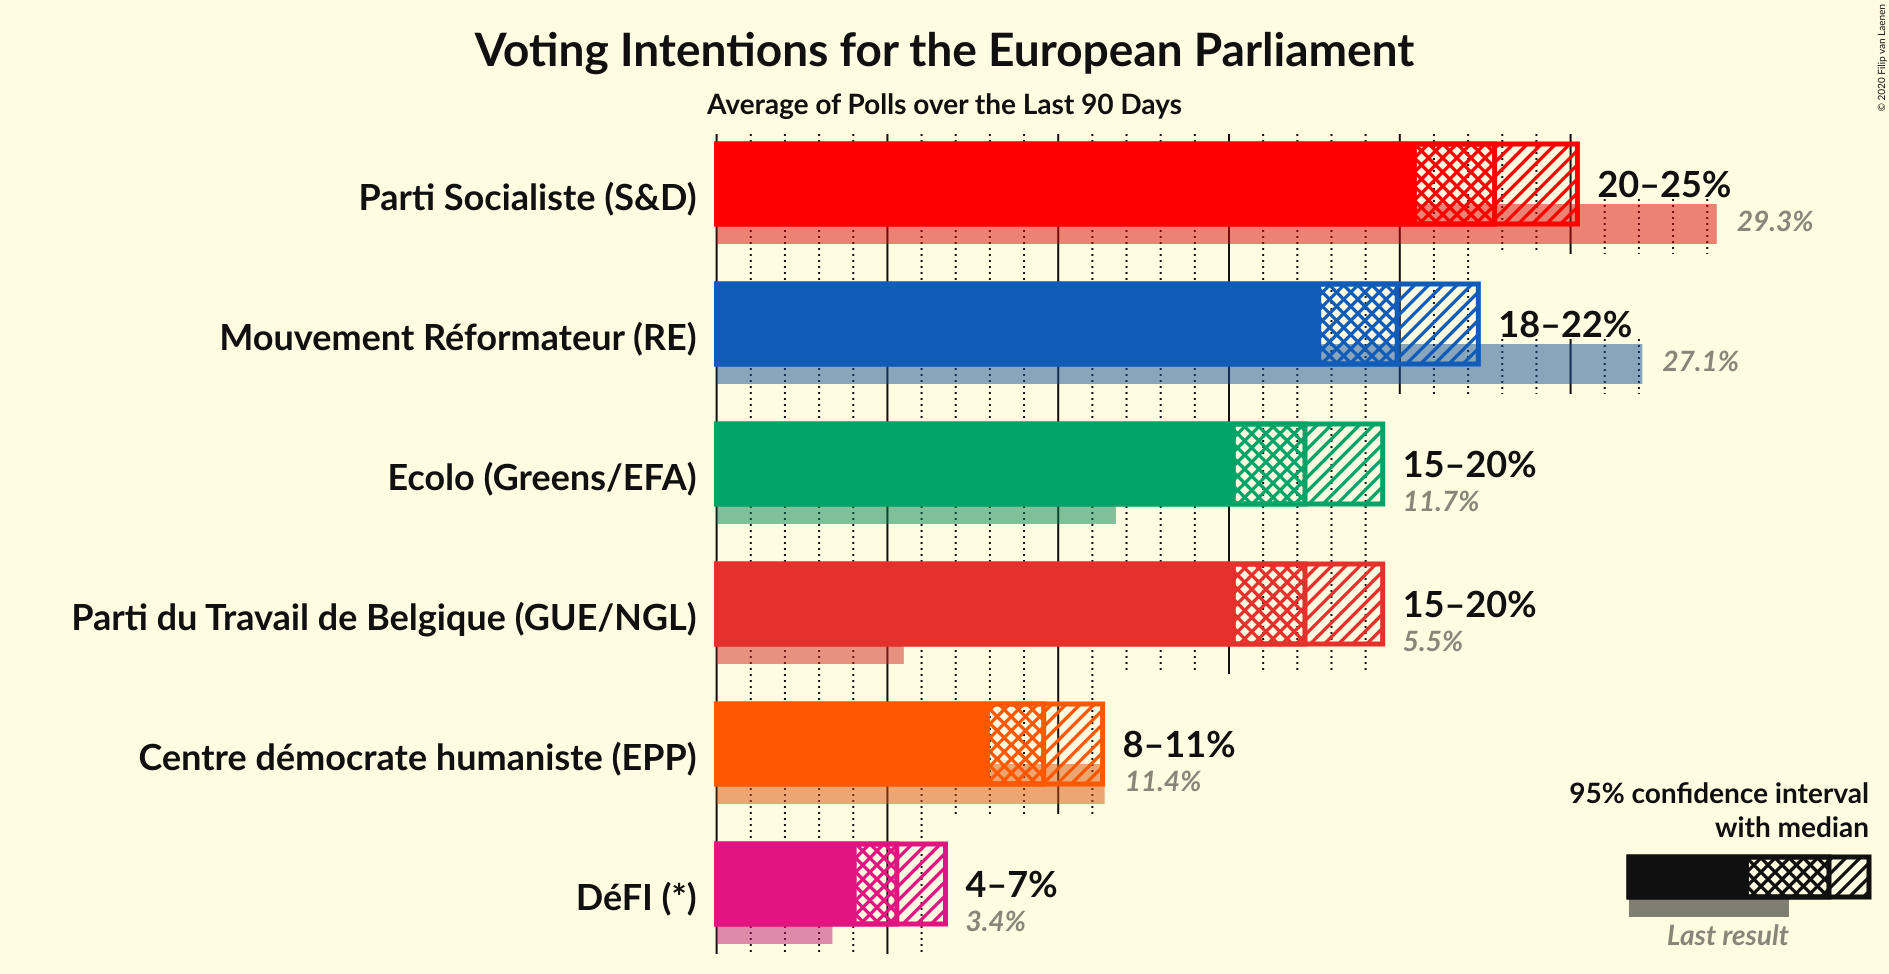 Voting Intentions for the European Parliament
Average of Polls over the Last 90 Days
© 2020 Filip van Laenen
Parti Socialiste (S&D)
20–25%
29.3%
Mouvement Réformateur (RE)
18–22%
27.1%
Ecolo (Greens/EFA)
15–20%
11.7%
Parti du Travail de Belgique (GUE/NGL)
15–20%
5.5%
Centre démocrate humaniste (EPP)
8–11%
11.4%
DéFI (*)
4–7%
3.4%
95% confidence interval
with median
Last result